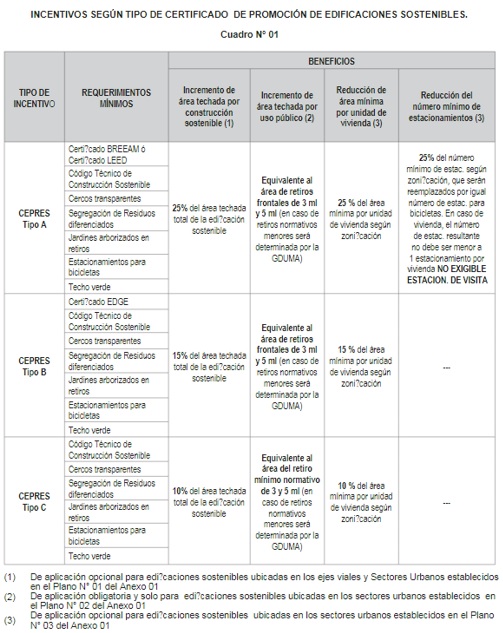 INCENTIVOS SEGÚN TIPO DE CERTIFICADO DE PROMOCIÓN DE EDIFICACIONES SOSTENIBLES.
Cuadro Nº 01
TIPO DE
INCENTIVO
REQUERIMIENTOS
MÍNIMOS
BENEFICIOS
Incremento de
área techada por
construcción
sostenible (1)
Incremento de
área techada por
uso público (2)
Reducción de
área mínima
por unidad de
vivienda (3)
Reducción del
número mínimo de
estacionamientos (3)
CEPRES
Tipo A
Certi?cado BREEAM ó
Certi?cado LEED
Código Técnico de
Construcción Sostenible
Cercos transparentes
Segregación de Residuos
diferenciados
Jardines arborizados en
retiros
Estacionamientos para
bicicletas
Techo verde
25% del área techada
total de la edi?cación
sostenible
Equivalente al
área de retiros
frontales de 3 ml
y 5 ml (en caso de
retiros normativos
menores será
determinada por la
GDUMA)
25 % del área
mínima por unidad
de vivienda según
zoni?cación
25% del número
mínimo de estac. según
zoni?cación, que serán
reemplazados por igual
número de estac. para
bicicletas. En caso de
vivienda, el número
de estac. resultante
no debe ser menor a
1 estacionamiento por
vivienda NO EXIGIBLE
ESTACION. DE VISITA
CEPRES
Tipo B
Certi?cado EDGE
Código Técnico de
Construcción Sostenible
Cercos transparentes
Segregación de Residuos
diferenciados
Jardines arborizados en
retiros
Estacionamientos para
bicicletas
Techo verde
15% del área techada
total de la edi?cación
sostenible
Equivalente al
área de retiros
frontales de 3 ml
y 5 ml (en caso de
retiros normativos
menores será
determinada por la
GDUMA)
15 % del área
mínima por unidad
de vivienda según
zoni?cación
---
CEPRES
Tipo C
Código Técnico de
Construcción Sostenible
Cercos transparentes
Segregación de Residuos
diferenciados
Jardines arborizados en
retiros
Estacionamientos para
bicicletas
Techo verde
10% del área techada
total de la edi?cación
sostenible
Equivalente al
área del retiro
mínimo normativo
de 3 y 5 ml (en
caso de retiros
normativos
menores será
determinada por la
GDUMA)
10 % del área
mínima por unidad
de vivienda según
zoni?cación
---
(1) De aplicación opcional para edi?caciones sostenibles ubicadas en los ejes viales y Sectores Urbanos establecidos
en el Plano N° 01 del Anexo 01
(2) De aplicación obligatoria y solo para edi?caciones sostenibles ubicadas en los sectores urbanos establecidos en
el Plano N° 02 del Anexo 01
(3) De aplicación opcional para edi?caciones sostenibles ubicadas en los sectores urbanos establecidos en el Plano
N° 03 del Anexo 01